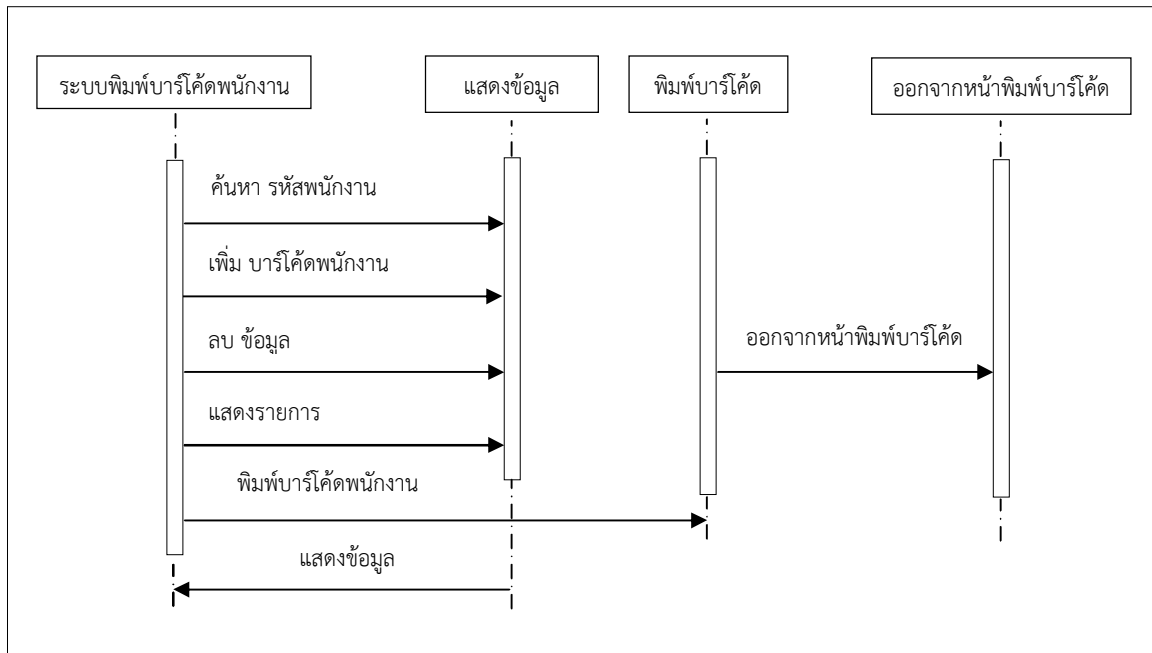 ระบบพิมพ์บาร์โค้ดพนักงาน
แสดงข้อมูล
พิมพ์บาร์โค้ด
ออกจากหน้าพิมพ์บาร์โค้ด
ค้นหา รหัสพนักงาน
เพิ่ม บาร์โค้ดพนักงาน
ลบ ข้อมูล
ออกจากหน้าพิมพ์บาร์โค้ด
แสดงรายการ
พิมพ์บาร์โค้ดพนักงาน
แสดงข้อมูล